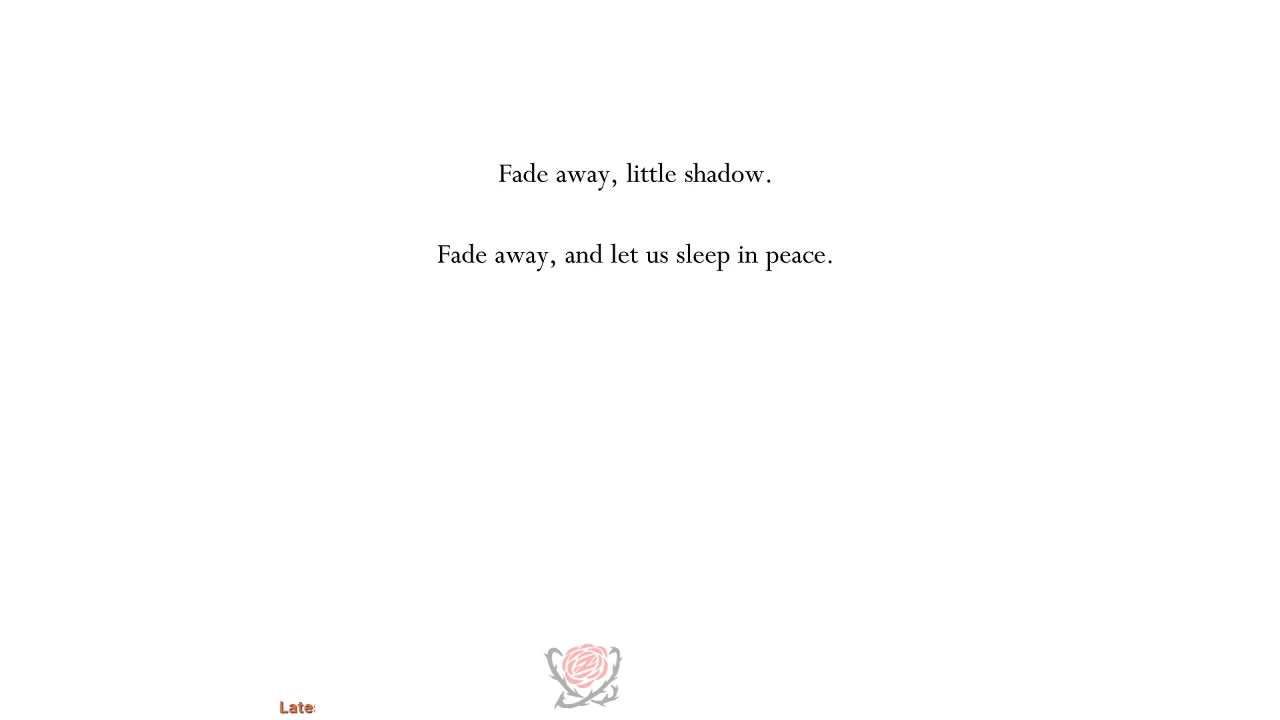 Fade away, little shadow.
Fade away, and let us sleep in peace.